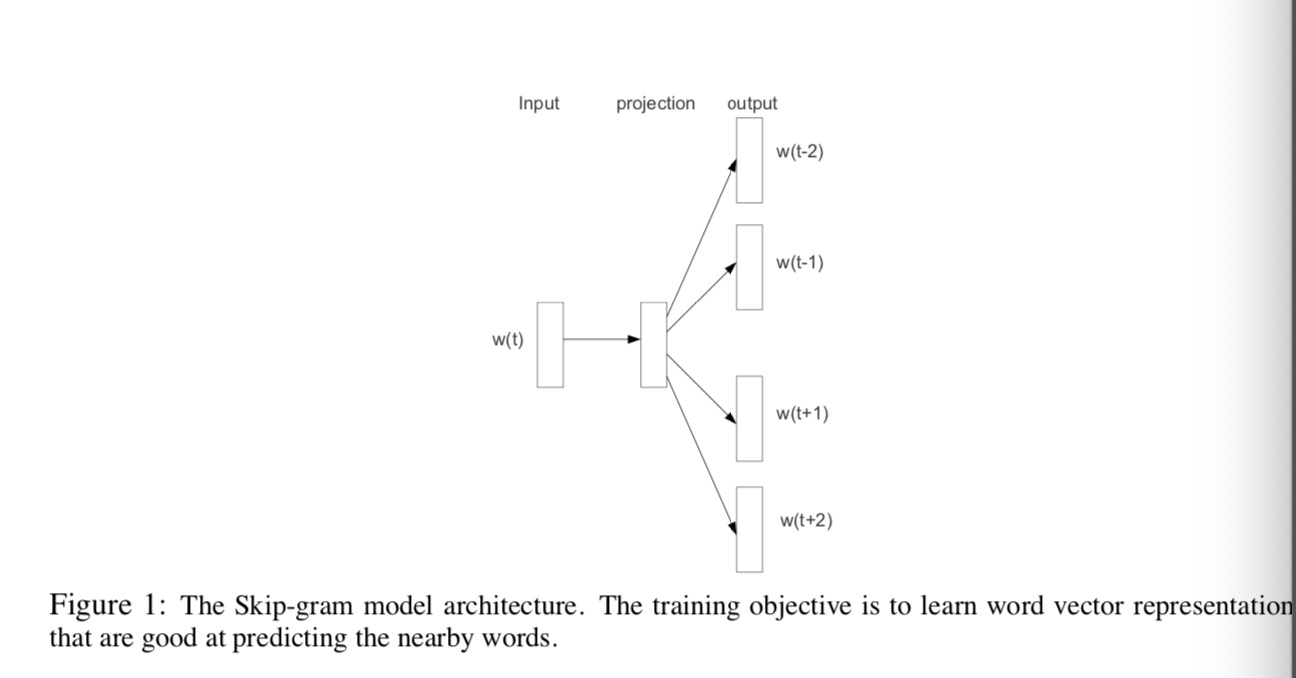 Input projection output
w(t-2)
w(t-1)
w(t)
w(t+1)
w(t+2)
Figure 1: The Skip-gram model architecture. The training objective is to learn word vector representation
that are good at predicting the nearby words.